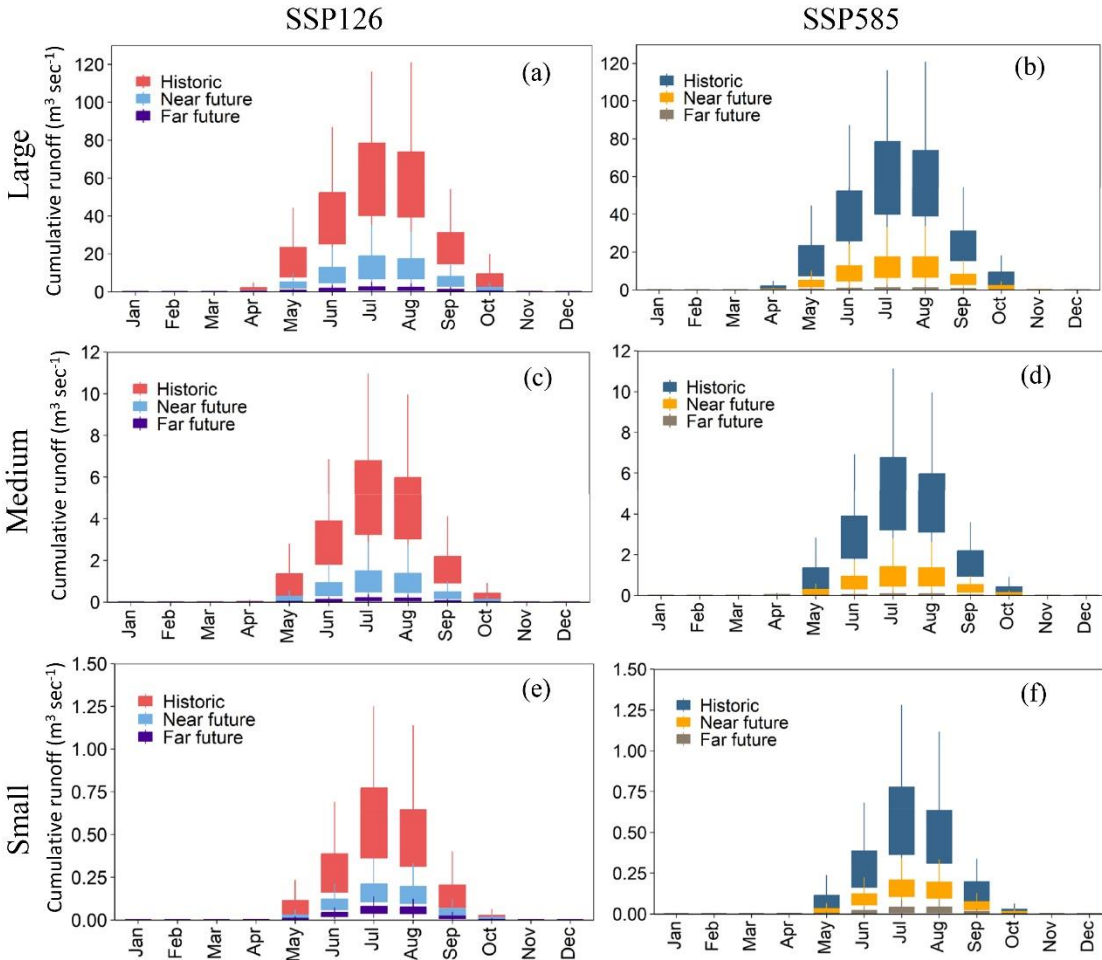 SSP126
SSP585
Large
Cumulative runoff (m³ sec⁻¹)
120
100
80
60
40
20
0
Historic
Near future
Far future
(a)
Jan Feb Mar Apr May Jun Jul Aug Sep Oct Nov Dec
120
100
80
60
40
20
0
Historic
Near future
Far future
(b)
Jan Feb Mar Apr May Jun Jul Aug Sep Oct Nov Dec
Medium
Cumulative runoff (m³ sec⁻¹)
12
10
8
6
4
2
0
Historic
Near future
Far future
(c)
Jan Feb Mar Apr May Jun Jul Aug Sep Oct Nov Dec
12
10
8
6
4
2
0
Historic
Near future
Far future
(d)
Jan Feb Mar Apr May Jun Jul Aug Sep Oct Nov Dec
Small
Cumulative runoff (m³ sec⁻¹)
1.50
1.25
1.00
0.75
0.50
0.25
0.00
Historic
Near future
Far future
(e)
Jan Feb Mar Apr May Jun Jul Aug Sep Oct Nov Dec
1.50
1.25
1.00
0.75
0.50
0.25
0.00
Historic
Near future
Far future
(f)
Jan Feb Mar Apr May Jun Jul Aug Sep Oct Nov Dec